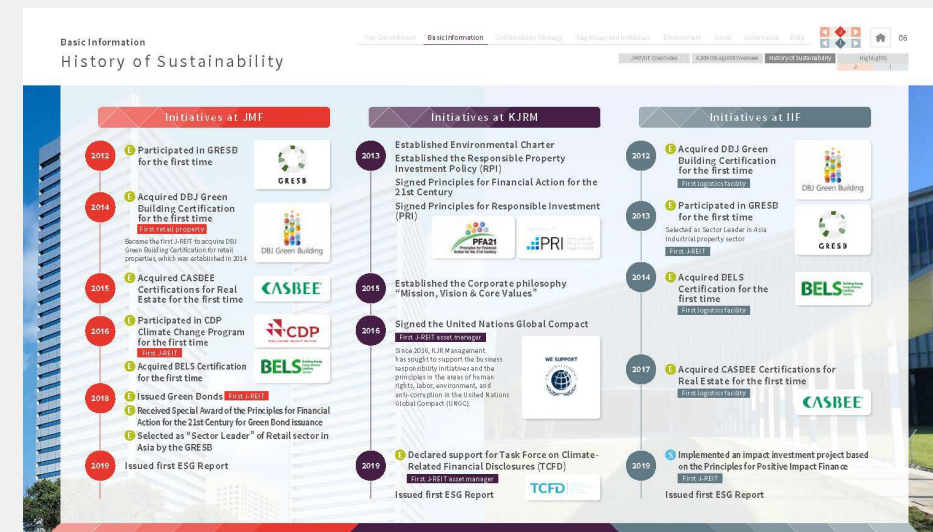 Basic Information
History of Sustainability
Top Commitment
Basic Information
Sustainability Strategy
Key Issues and Initiatives
Environment
Social
Governance
Data
06
JMF/IIF Overview
History of Sustainability
Highlights
Initiatives at JMF
2012
E Participated in GRESB
for the first time
GRESB
2014
E Acquired DBJ Green
Building Certification
for the first time
First retail property
Became the first J-REIT to acquire DBJ
Green Building Certification for retail
properties, which was established in 2014
DBJ Green Building
2015
E Acquired CASBEE
Certifications for Real
Estate for the first time
CASBEE
2016
E Participated in CDP
Climate Change Program
for the first time
First J-REIT
CDP
E Acquired BELS Certification
for the first time
BELS
2018
E Issued Green Bonds First J-REIT
E Received Special Award of the Principles for Financial
Action for the 21st Century for Green Bond issuance
E Selected as "Sector Leader" of Retail sector in
Asia by the GRESB
2019
Issued first ESG Report
Initiatives at KJRM
2013
Established Environmental Charter
Established the Responsible Property
Investment Policy (RPI)
Signed Principles for Financial Action for the
21st Century
Signed Principles for Responsible Investment
(PRI)
PFA21
Principles for Financial
Action for the 21st Century
PRI
Principles for
Responsible
Investment
2015
Established the Corporate philosophy
"Mission, Vision & Core Values"
2016
Signed the United Nations Global Compact
First J-REIT asset manager
Since 2016, KJR Management
has sought to support the business
responsibility initiatives and the
principles in the areas of human
rights, labor, environment, and
anti-corruption in the United Nations
Global Compact (UNGC).
WE SUPPORT
2019
E Declared support for Task Force on Climate-
Related Financial Disclosures (TCFD)
First J-REIT asset manager
Issued first ESG Report
TCFD
Initiatives at IIF
2012
E Acquired DBJ Green
Building Certification
for the first time
First logistics facility
DBJ Green Building
2013
E Participated in GRESB
for the first time
Selected as Sector Leader in Asia
Industrial property sector
First J-REIT
GRESB
2014
E Acquired BELS
Certification for the
first time
First logistics facility
BELS
2017
E Acquired CASBEE Certifications for
Real Estate for the first time
First logistics facility
CASBEE
2019
S Implemented an impact investment project based
on the Principles for Positive Impact Finance
First J-REIT
Issued first ESG Report